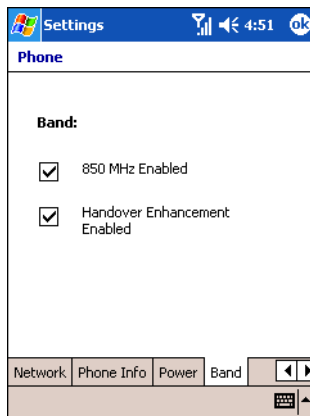 Settings 4:51 ok
Phone
Band:
850 MHz Enabled
Handover Enhancement
Enabled
Network Phone Info Power Band